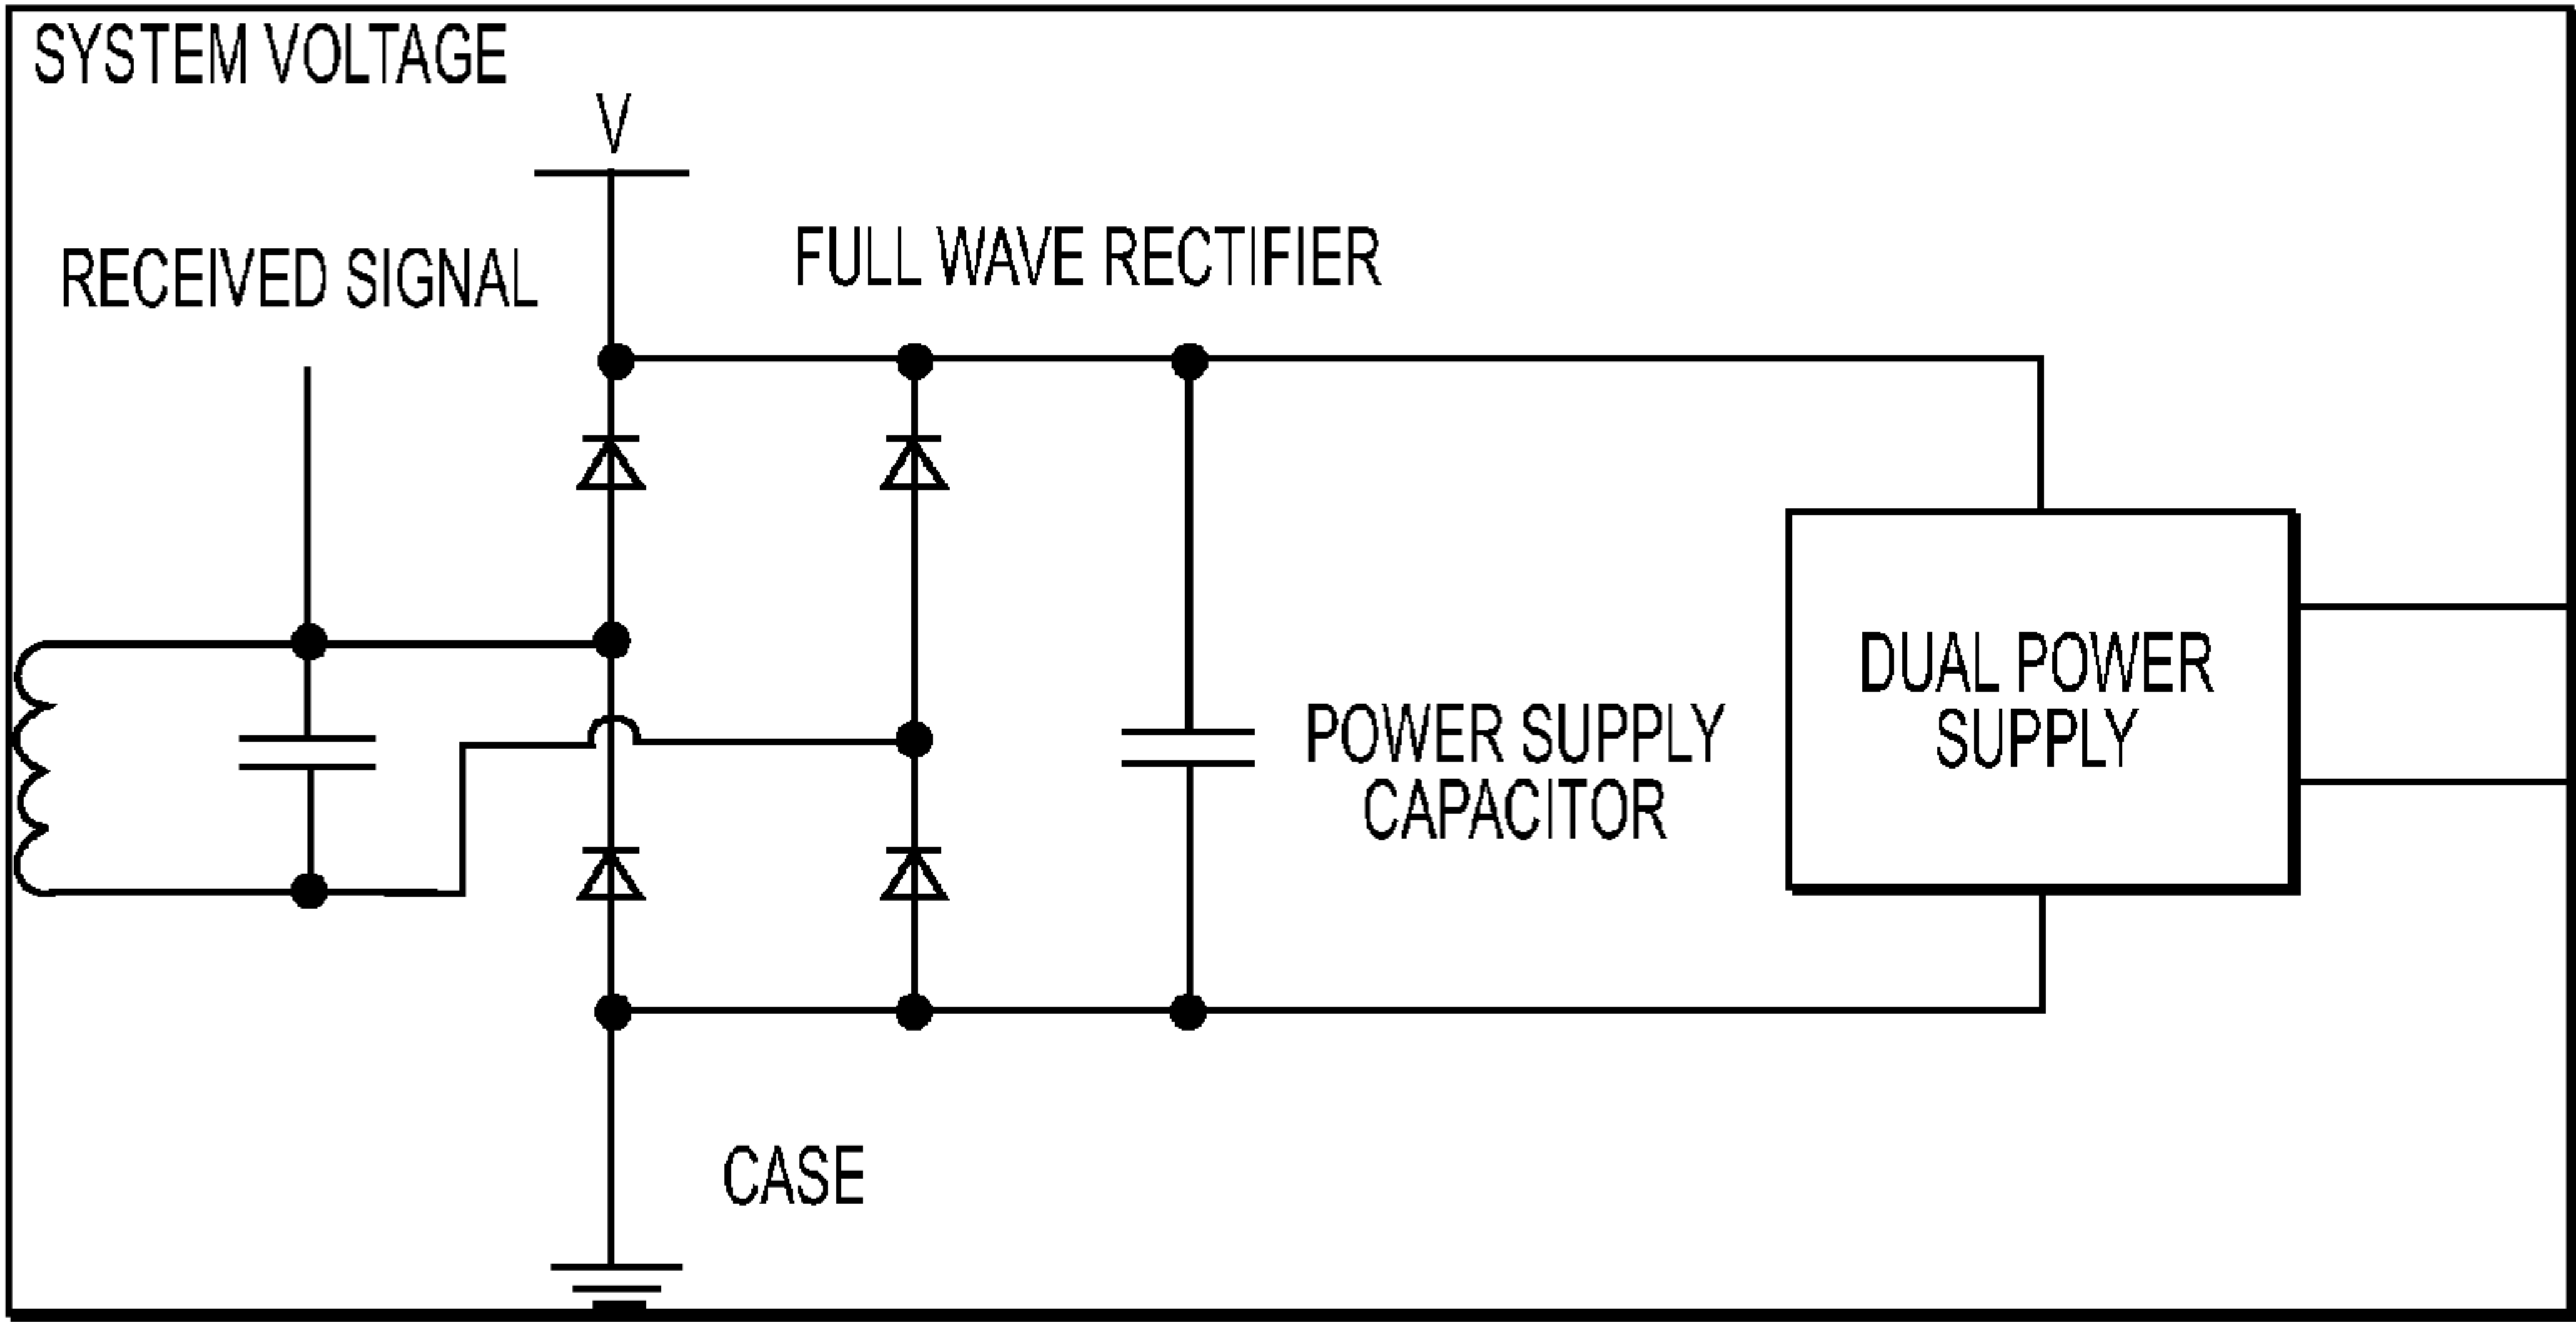 SYSTEM VOLTAGE
V
RECEIVED SIGNAL
FULL WAVE RECTIFIER
POWER SUPPLY
CAPACITOR
DUAL POWER
SUPPLY
CASE